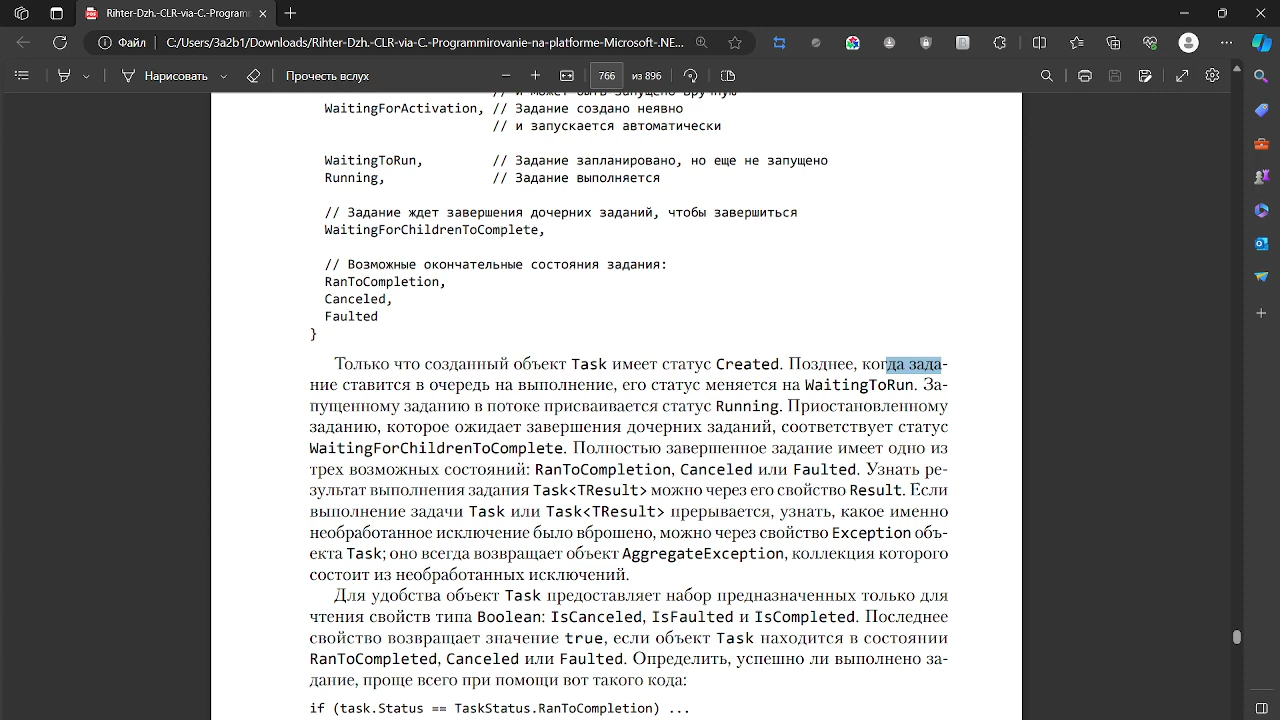 Rihter-Dzh.-CLR-via-C.-Programm
Файл
C:/Users/3a2b1/Downloads/Rihter-Dzh.-CLR-via-C.-Programmirovanie-na-platforme-Microsoft-.NE...
Нарисовать
Прочесть вслух
766
из 896
// и может быть запущено вручную
WaitingForActivation, // Задание создано неявно
// и запускается автоматически
WaitingToRun, // Задание запланировано, но еще не запущено
Running, // Задание выполняется
// Задание ждет завершения дочерних заданий, чтобы завершиться
WaitingForChildrenToComplete,
// Возможные окончательные состояния задания:
RanToCompletion,
Canceled,
Faulted
}
Только что созданный объект Task имеет статус Created. Позднее, когда зада-
ние ставится в очередь на выполнение, его статус меняется на WaitingToRun. За-
пущенному заданию в потоке присваивается статус Running. Приостановленному
заданию, которое ожидает завершения дочерних заданий, соответствует статус
WaitingForChildrenToComplete. Полностью завершенное задание имеет одно из
трех возможных состояний: RanToCompletion, Canceled или Faulted. Узнать ре-
зультат выполнения задания Task<TResult> можно через его свойство Result. Если
выполнение задачи Task или Task<TResult> прерывается, узнать, какое именно
необработанное исключение было вброшено, можно через свойство Exception объ-
екта Task; оно всегда возвращает объект AggregateException, коллекция которого
состоит из необработанных исключений.
Для удобства объект Task предоставляет набор предназначенных только для
чтения свойств типа Boolean: IsCanceled, IsFaulted и IsCompleted. Последнее
свойство возвращает значение true, если объект Task находится в состоянии
RanToCompleted, Canceled или Faulted. Определить, успешно ли выполнено за-
дание, проще всего при помощи вот такого кода:
if (task.Status == TaskStatus.RanToCompletion) ...